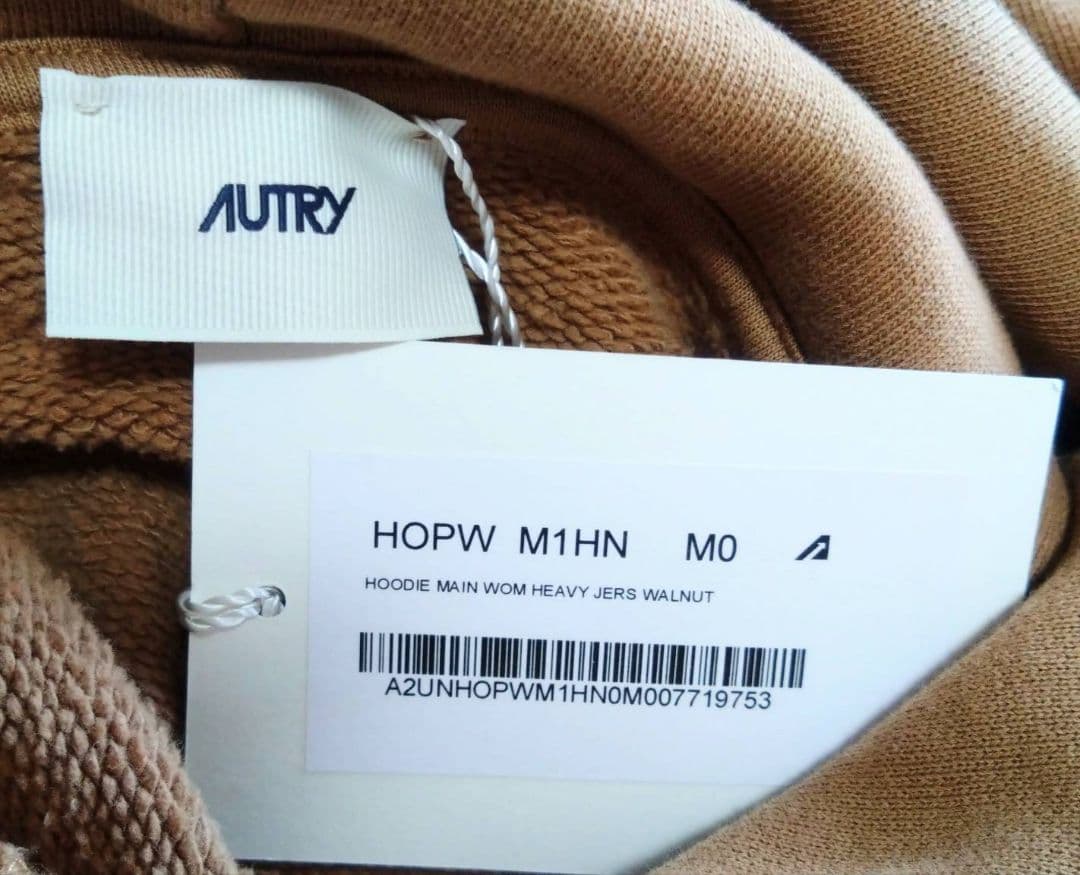 AUTRY
HOPW M1HN M0
HOODIE MAIN WOM HEAVY JERS WALNUT
A2UNHOPWM1HN0M007719753